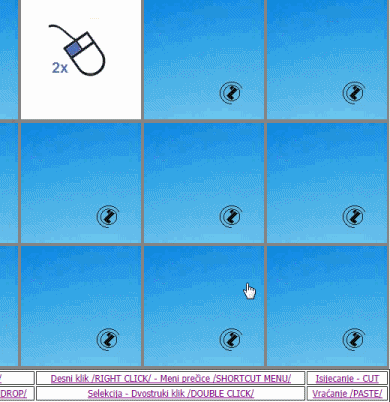 2x
/ Desni klik /RIGHT CLICK/ - Meni prečice /SHORTCUT MENU/ Isijecanje - CUT
DROP/ Selekcija - Dvostruki klik /DOUBLE CLICK/ Vraćanje /PASTE/